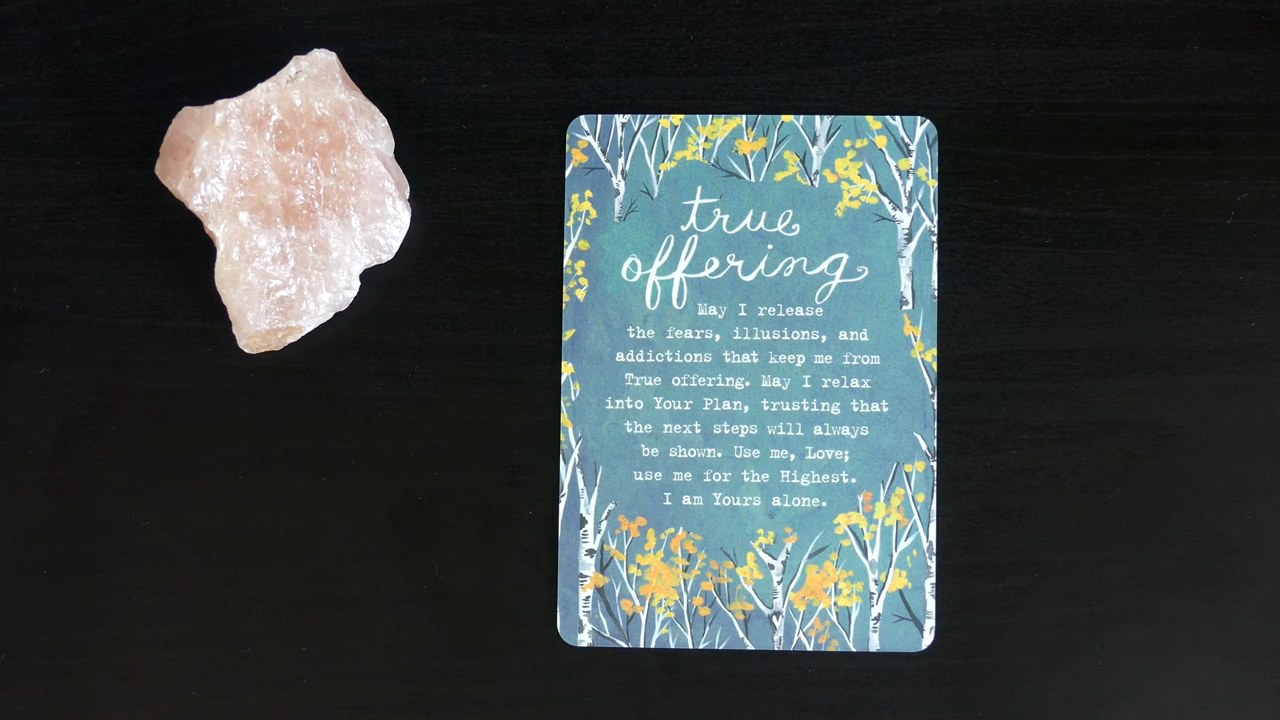 true
offering
May I release
the fears, illusions, and
addictions that keep me from
True offering. May I relax
into Your Plan, trusting that
the next steps will always
be shown. Use me, Love;
use me for the Highest.
I am Yours alone.